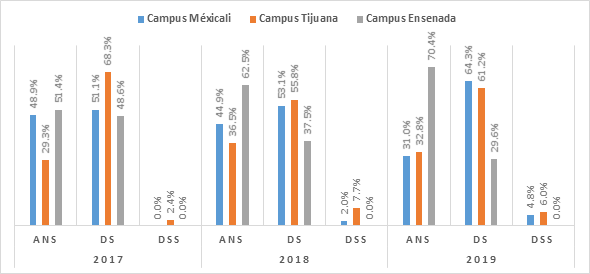 Campus Méxicali Campus Tijuana Campus Ensenada
48.9% 29.3% 51.4% 51.1% 68.3% 48.6% 0.0% 2.4% 0.0% 44.9% 36.5% 62.5% 53.1% 55.8% 37.5% 2.0% 7.7% 0.0% 31.0% 32.8% 70.4% 64.3% 61.2% 29.6% 4.8% 6.0% 0.0%
ANS DS DSS ANS DS DSS ANS DS DSS
2017 2018 2019